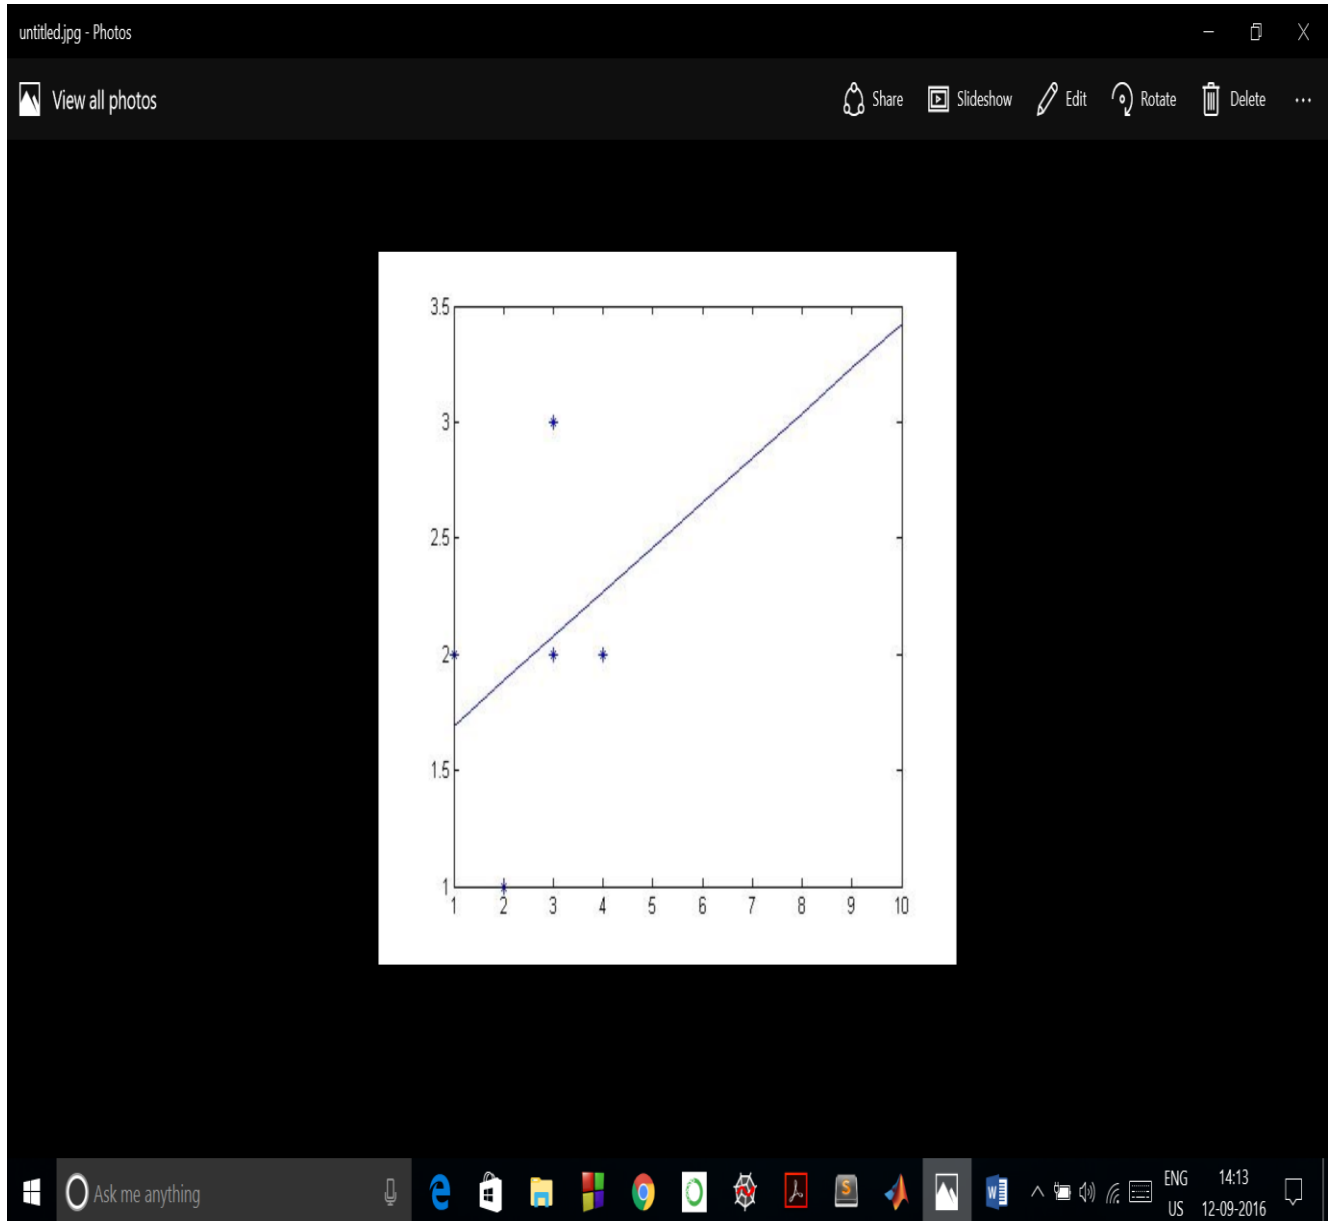 untitled.jpg - Photos
View all photos
Share Slideshow Edit Rotate Delete
3.5
3
2.5
2
1.5
1
1 2 3 4 5 6 7 8 9 10
Ask me anything
S
W
ENG 14:13
US 12-09-2016